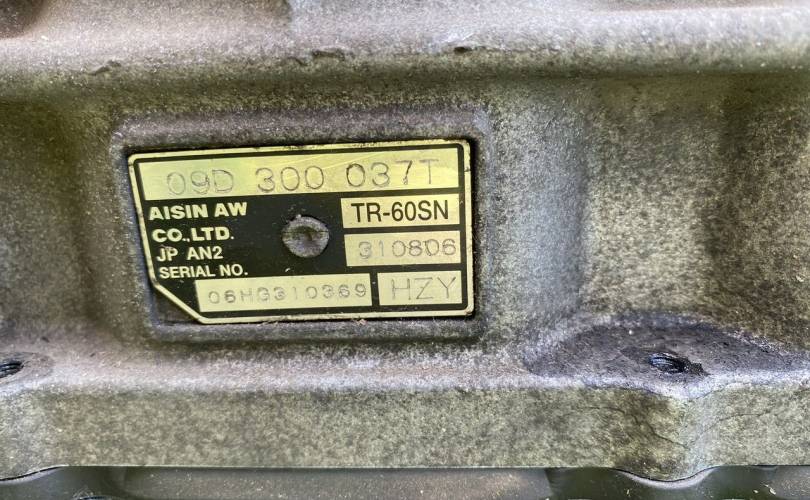 09D 300 037T
AISIN AW
CO.,LTD.
TR-60SN
JP AN2
310806
SERIAL NO.
06HG310369
HZY